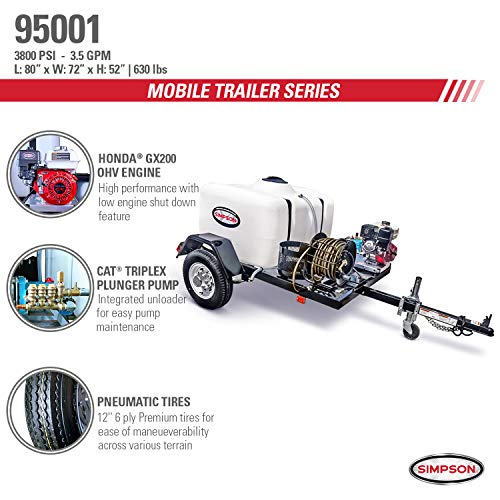 95001
3800 PSI - 3.5 GPM
L: 80” x W: 72” x H: 52” | 630 lbs
MOBILE TRAILER SERIES
HONDA® GX200
OHV ENGINE
High performance with
low engine shut down
feature
SIMPSON
CAT® TRIPLEX
PLUNGER PUMP
Integrated unloader
for easy pump
maintenance
PNEUMATIC TIRES
12'' 6 ply Premium tires for
ease of maneueverability
across various terrain
SIMPSON